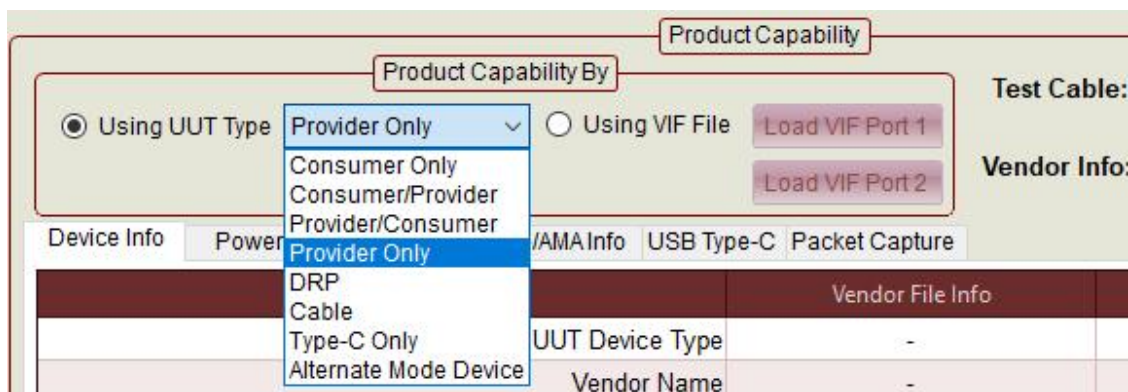 Product Capability
Product Capability By
Test Cable:
Using UUT Type
Provider Only
Using VIF File
Load VIF Port 1
Load VIF Port 2
Vendor Info:
Consumer Only
Consumer/Provider
Provider/Consumer
Provider Only
DRP
Cable
Type-C Only
Alternate Mode Device
Device Info
Power
/AMA Info
USB Type-C
Packet Capture
Vendor File Info
UUT Device Type
-
Vendor Name
-